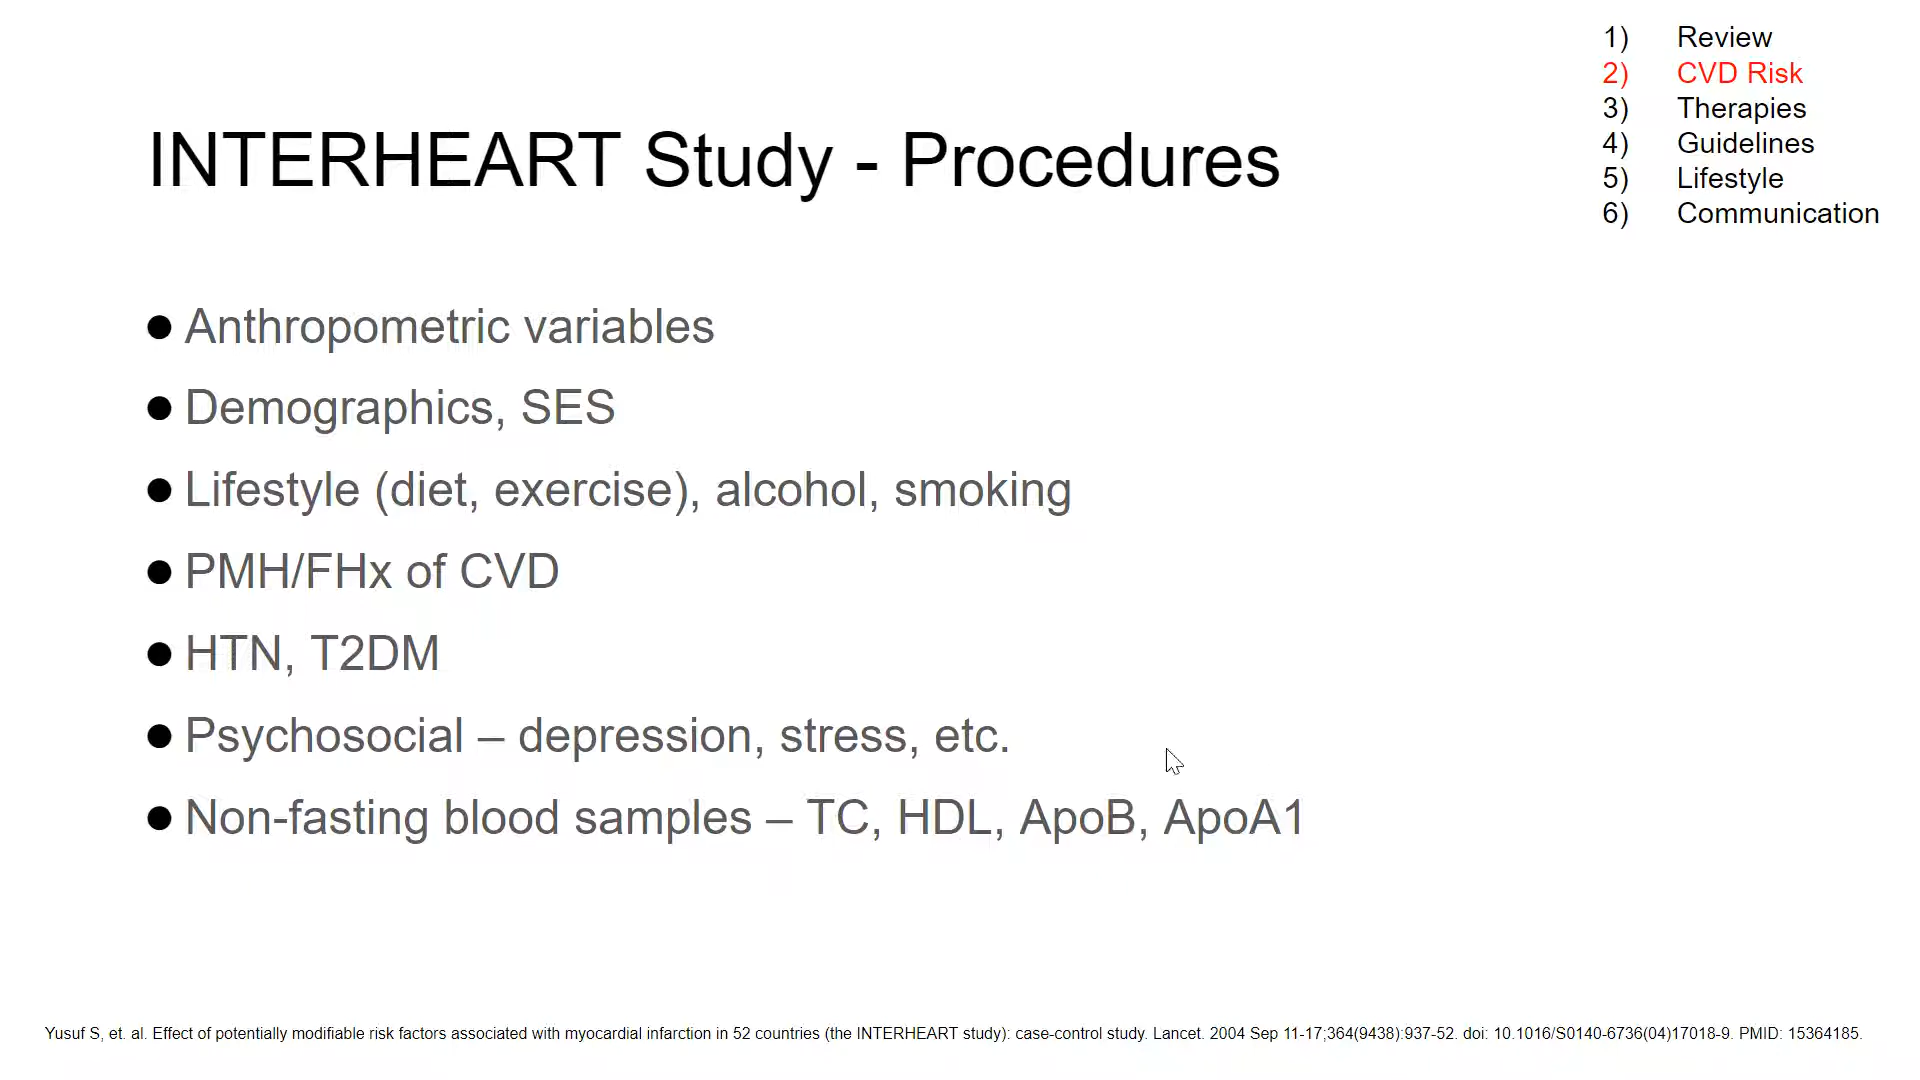 1) Review
2) CVD Risk
3) Therapies
4) Guidelines
5) Lifestyle
6) Communication
INTERHEART Study - Procedures
● Anthropometric variables
● Demographics, SES
● Lifestyle (diet, exercise), alcohol, smoking
● PMH/FHx of CVD
● HTN, T2DM
● Psychosocial – depression, stress, etc.
● Non-fasting blood samples – TC, HDL, ApoB, ApoA1
Yusuf S, et. al. Effect of potentially modifiable risk factors associated with myocardial infarction in 52 countries (the INTERHEART study): case-control study. Lancet. 2004 Sep 11-17;364(9438):937-52. doi: 10.1016/S0140-6736(04)17018-9. PMID: 15364185.